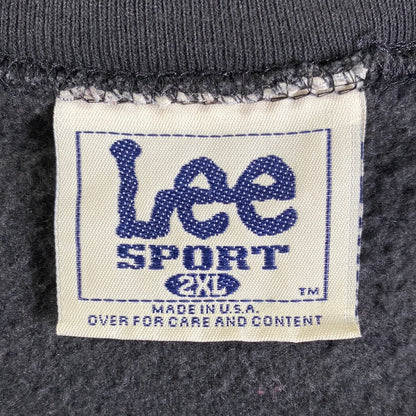 Lee
SPORT
2XL
TM
MADE IN U.S.A.
OVER FOR CARE AND CONTENT